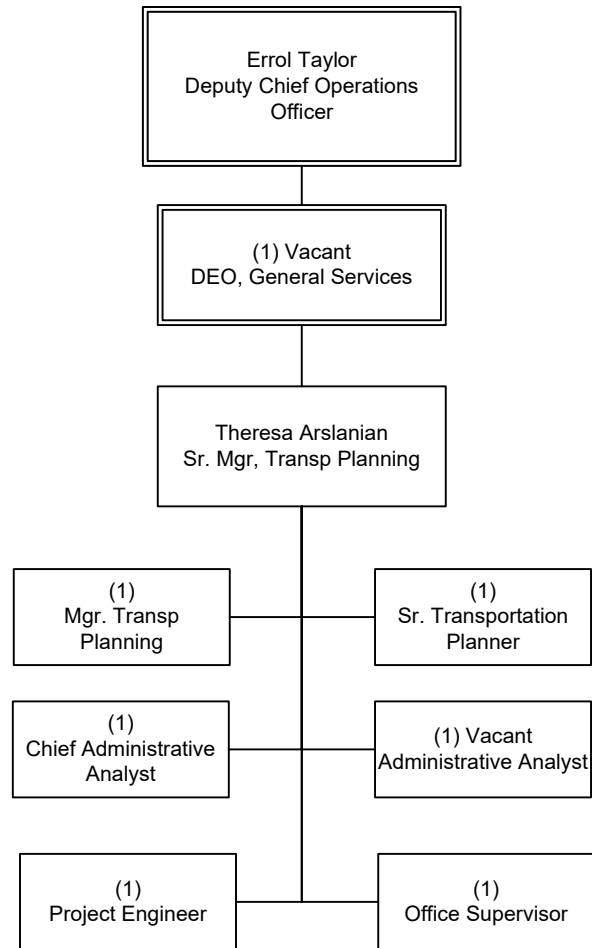 Errol Taylor
Deputy Chief Operations
Officer
(1) Vacant
DEO, General Services
Theresa Arslanian
Sr. Mgr, Transp Planning
(1)
Mgr. Transp
Planning
(1)
Sr. Transportation
Planner
(1)
Chief Administrative
Analyst
(1) Vacant
Administrative Analyst
(1)
Project Engineer
(1)
Office Supervisor